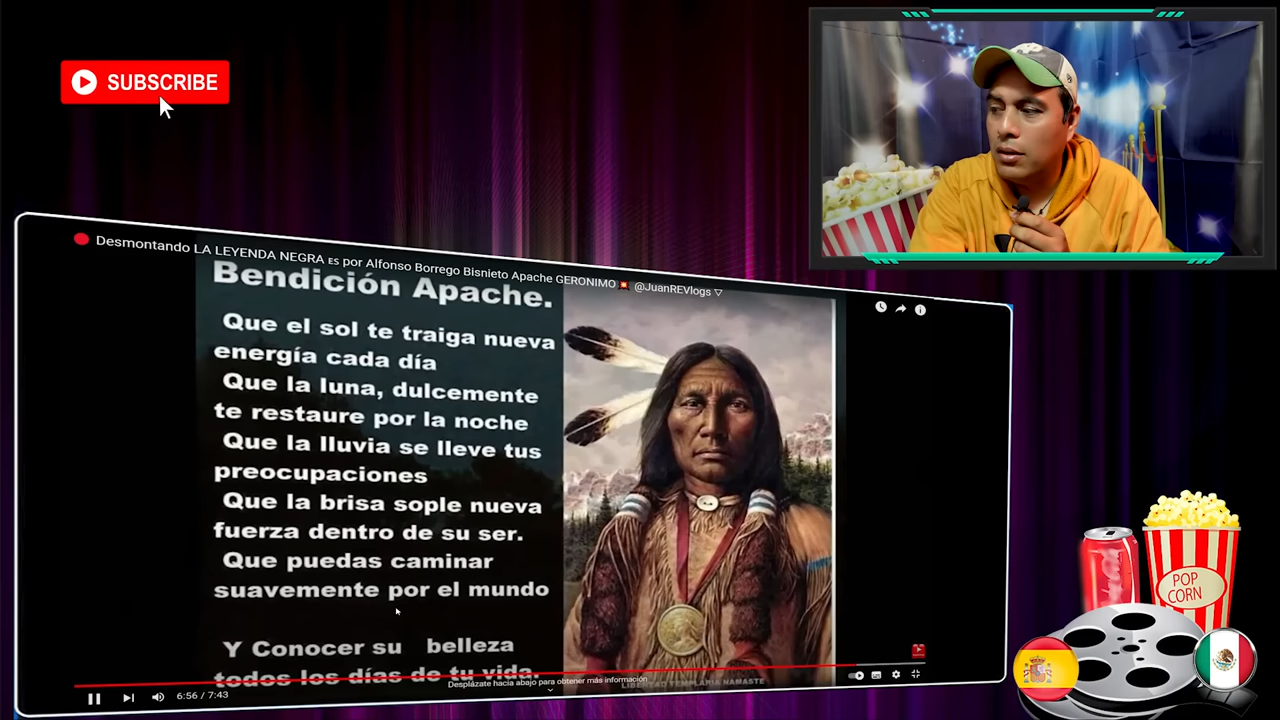 SUBSCRIBE
Desmontando LA LEYENDA NEGRA ES por Alfonso Borrego Bisnieto Apache GERONIMO💥 @JuanREVlogs ▽
Bendición Apache.
Que el sol te traiga nueva
energía cada día
Que la luna, dulcemente
te restaure por la noche
Que la lluvia se lleve tus
preocupaciones
Que la brisa sople nueva
fuerza dentro de su ser.
Que puedas caminar
suavemente por el mundo
Y Conocer su belleza
todos los días de tu vida.
Desplázate hacia abajo para obtener más información
LIBERTAD TEMPLARIA NAMASTE
6:56 / 7:43
POP
CORN